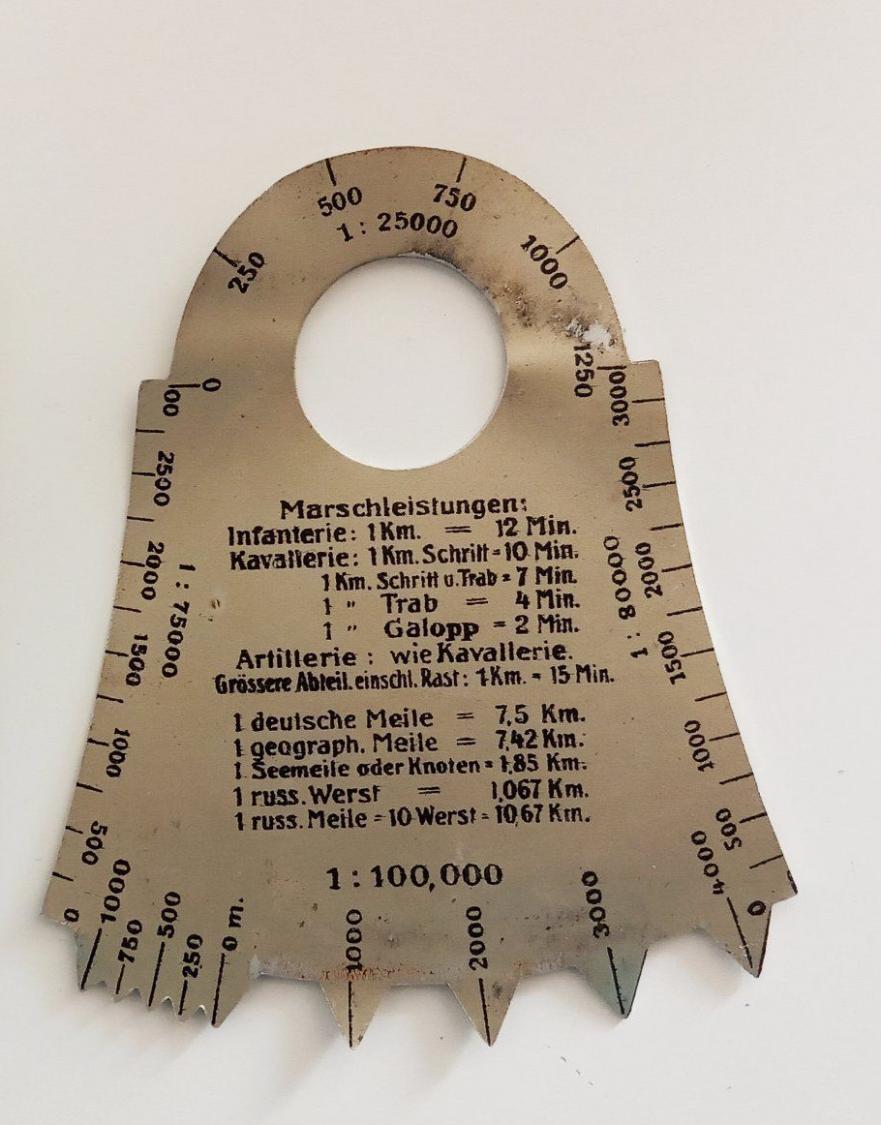 500 750
1: 25000
250 1000
0 1250
00 2500 2000 1500 1000 500 0
1: 75000
3000 2500 2000 1500 1000 500 0
1: 80000
Marschleistungen:
Infanterie: 1 Km. = 12 Min.
Kavallerie: 1 Km. Schritt = 10 Min.
1 Km. Schritt u. Trab = 7 Min.
1 " Trab = 4 Min.
1 " Galopp = 2 Min.
Artillerie: wie Kavallerie.
Grössere Abteil. einschl. Rast: 1 Km. = 15 Min.
1 deutsche Meile = 7,5 Km.
1 geograph. Meile = 7,42 Km.
1 Seemeile oder Knoten = 1,85 Km.
1 russ. Werst = 1,067 Km.
1 russ. Meile = 10 Werst = 10,67 Km.
1: 100,000
1000 750 500 250 0 m. 1000 2000 3000 4000